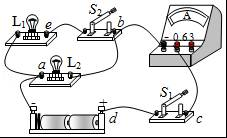 L₁ e S₂ b
A
- 0.6 3
a L₂
- + d S₁ c